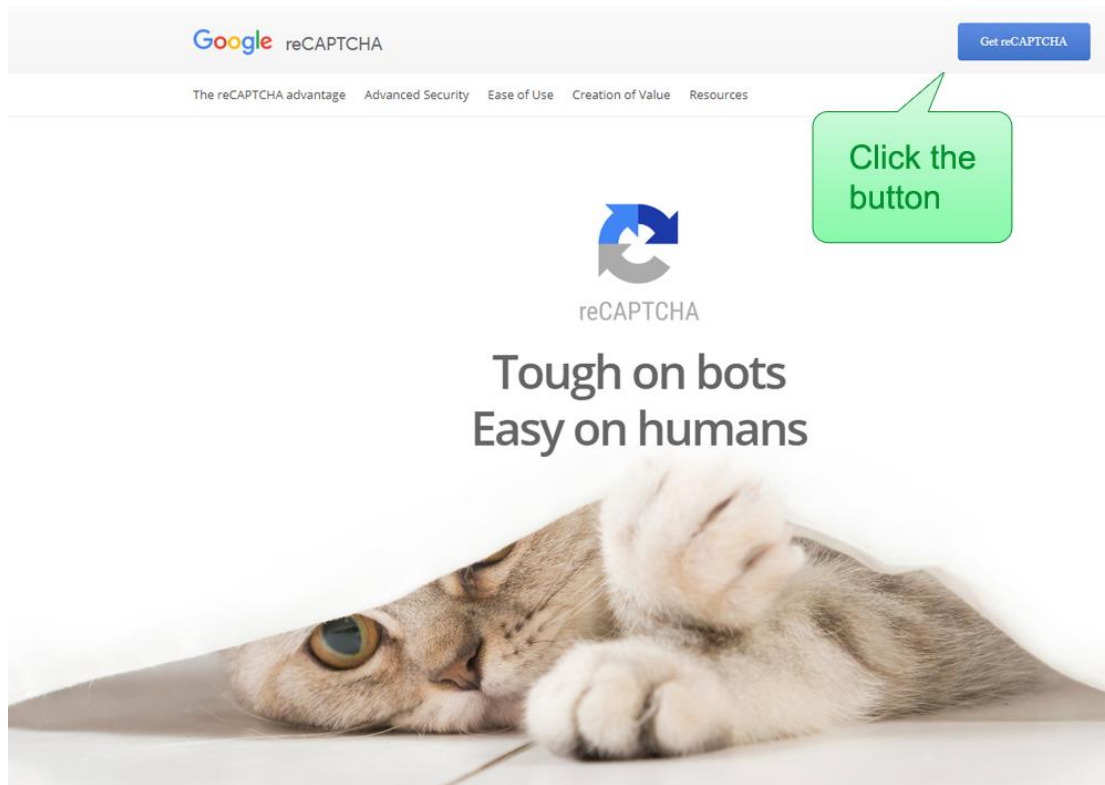 Google reCAPTCHA
Get reCAPTCHA
The reCAPTCHA advantage Advanced Security Ease of Use Creation of Value Resources
Click the
button
reCAPTCHA
Tough on bots
Easy on humans